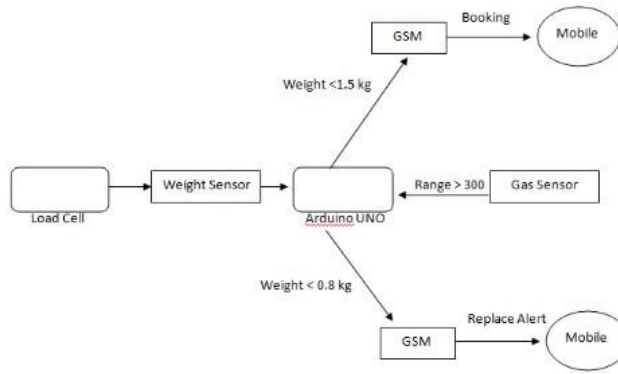 Booking
GSM
Mobile
Weight <1.5 kg
Weight Sensor
Range > 300
Gas Sensor
Load Cell
Arduino UNO
Weight < 0.8 kg
Replace Alert
GSM
Mobile